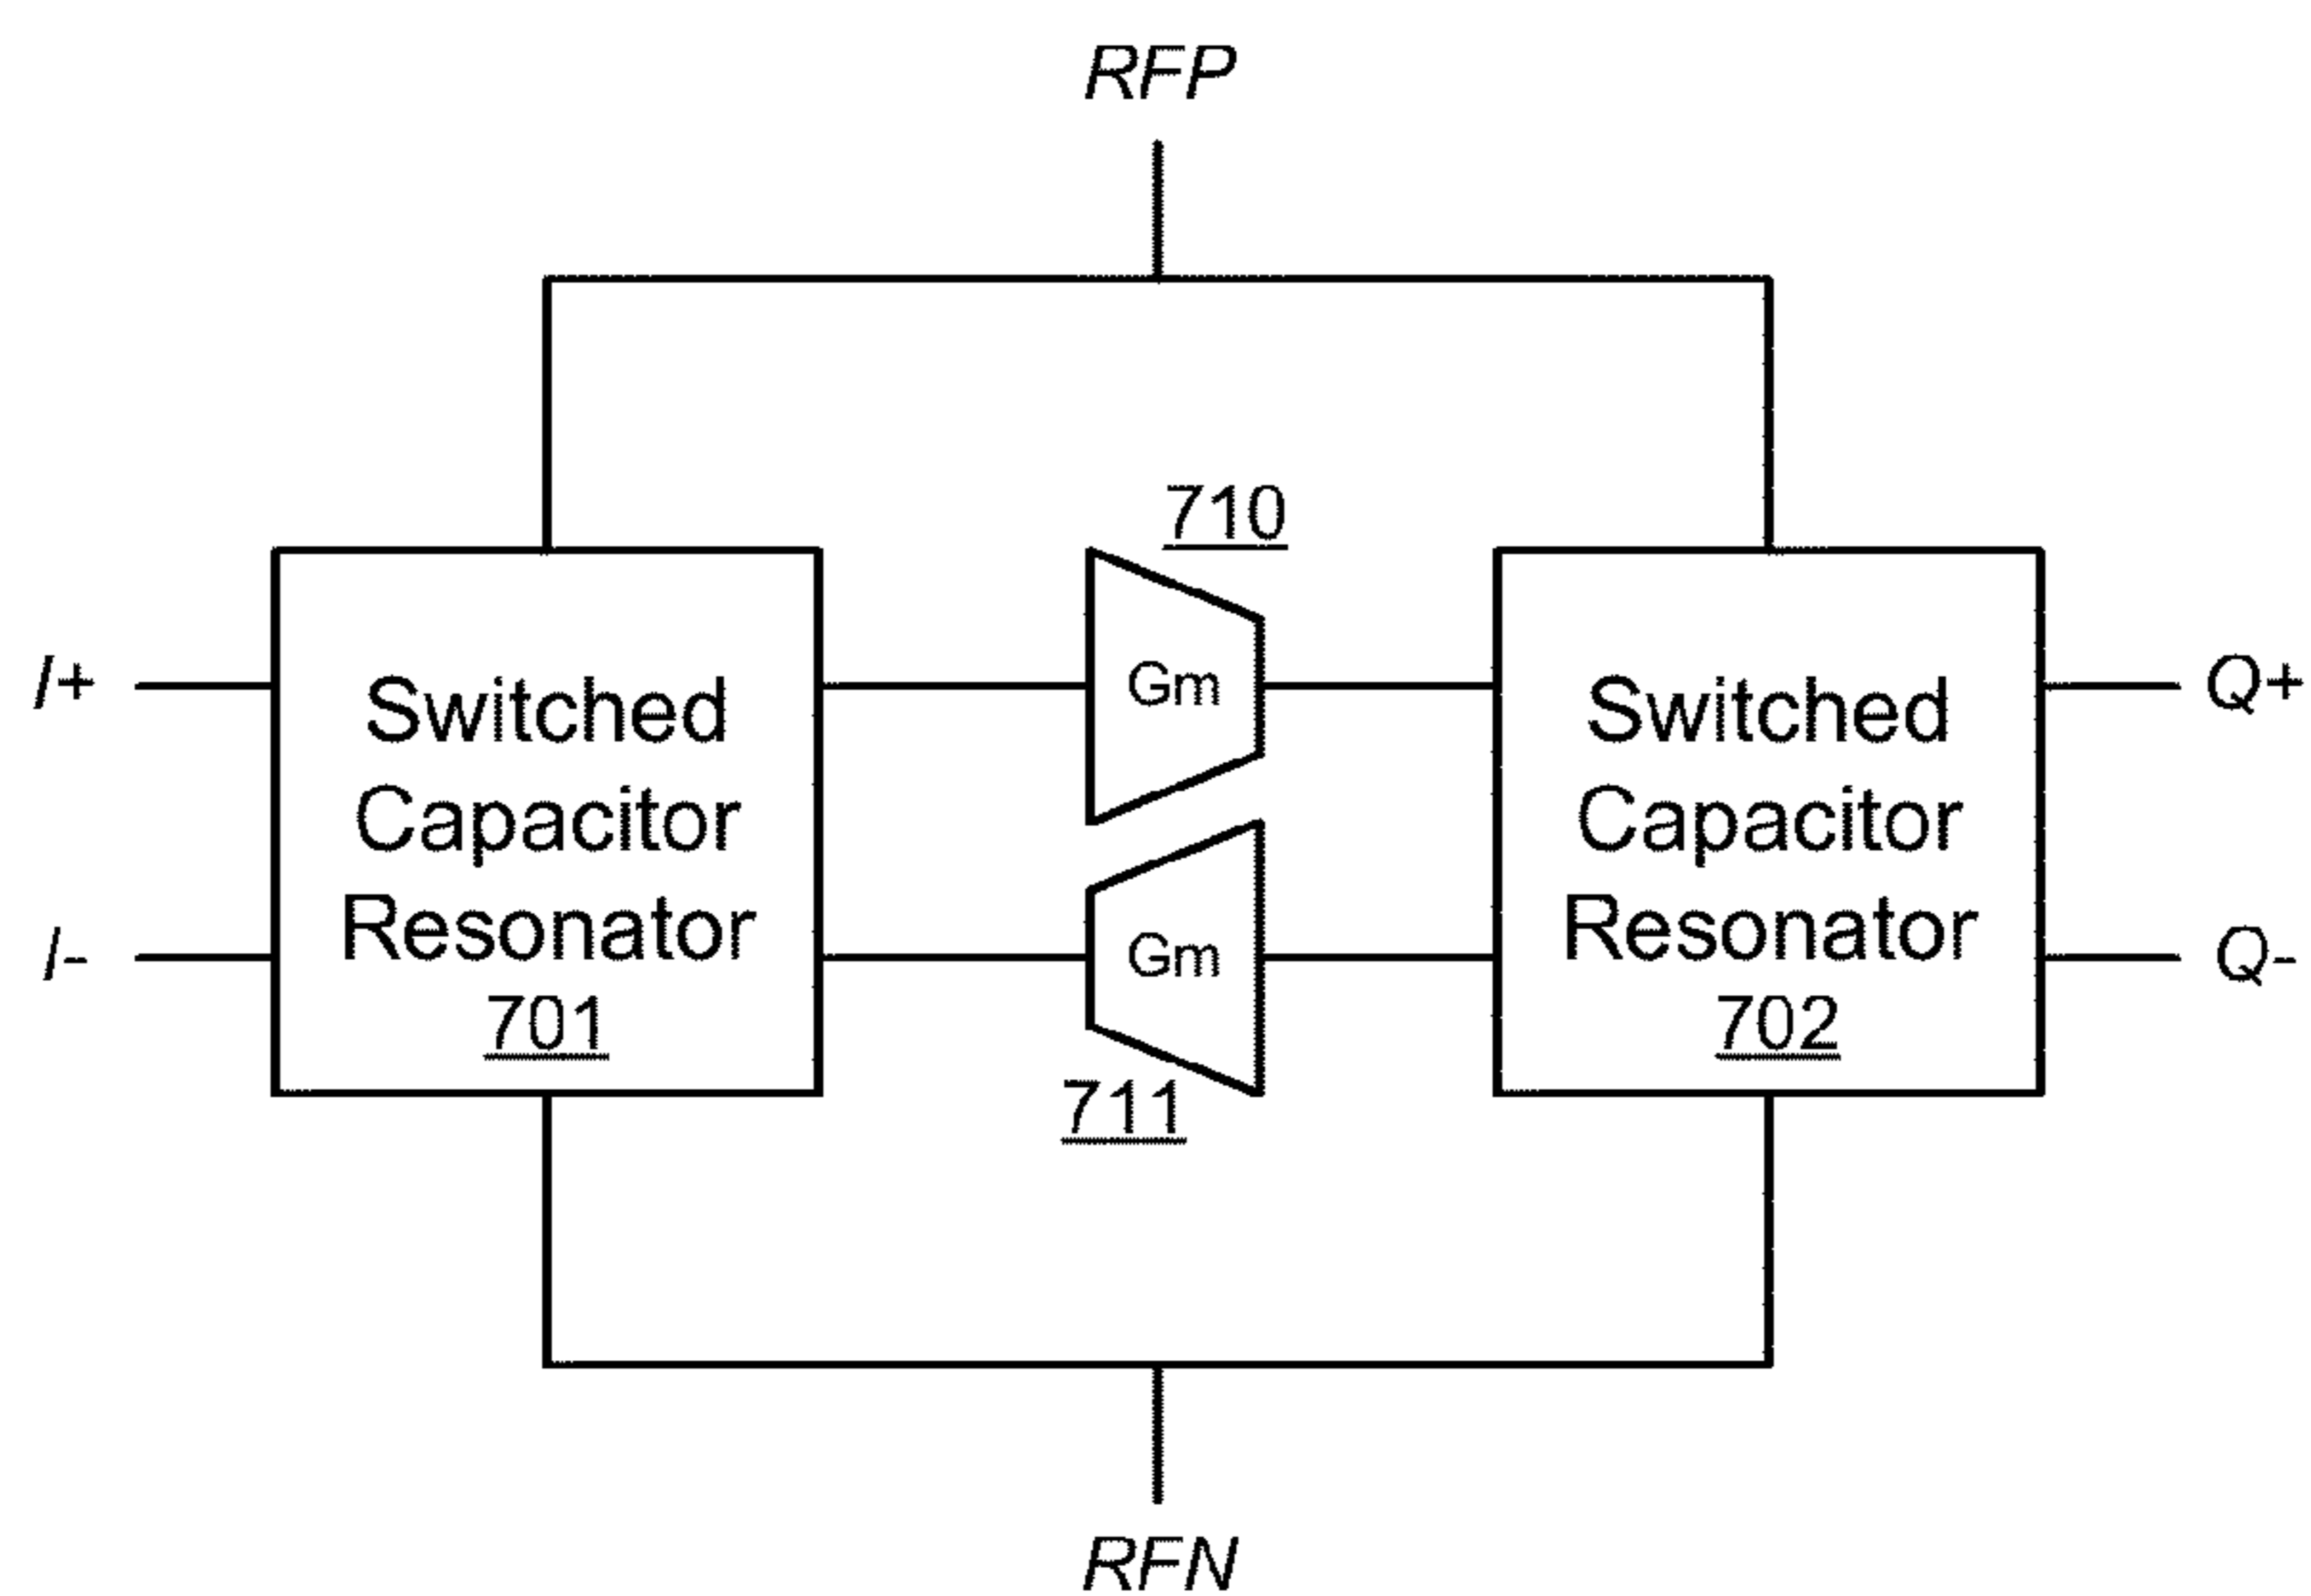 RFP
710
I+
Switched
Capacitor
Resonator
701
Gm
Switched
Capacitor
Resonator
702
Q+
I-
Gm
Q-
711
RFN